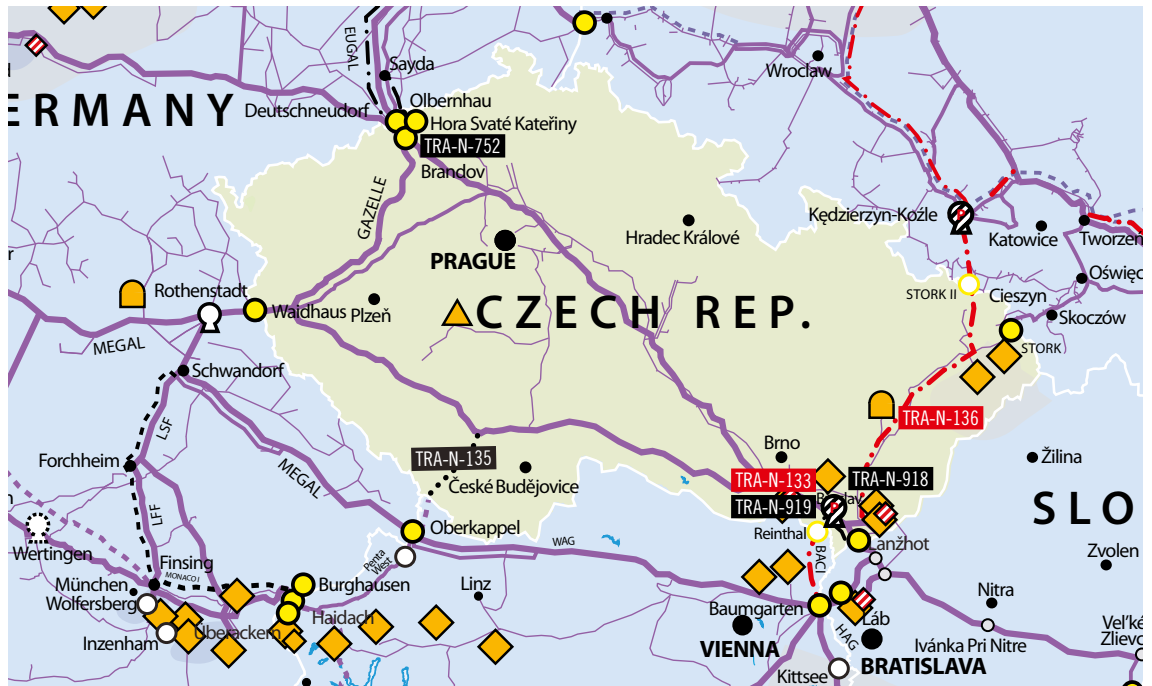 EUGAL
Sayda
Wroclaw
ERMANY
Deutschneudorf
Olbernhau
Hora Svaté Kateřiny
TRA-N-752
Brandov
GAZELLE
Kędzierzyn-Koźle
Hradec Králové
Katowice
Tworzen
PRAGUE
Oświęc
Rothenstadt
STORK II
Cieszyn
Waidhaus
Plzeň
CZECH REP.
Skoczów
MEGAL
STORK
Schwandorf
TRA-N-136
LSF
Brno
Forchheim
MEGAL
TRA-N-135
Žilina
České Budějovice
TRA-N-133
TRA-N-918
TRA-N-919
SLO
LFF
Oberkappel
Reinthal
Lanžhot
WAG
BACI
Wertingen
Finsing
Penta
West
Zvolen
MONACO I
München
Burghausen
Linz
Nitra
Wolfersberg
Haidach
Baumgarten
Láb
Überackern
HAG
Veľké
Zlievc
Inzenham
VIENNA
Ivánka Pri Nitre
BRATISLAVA
Kittsee